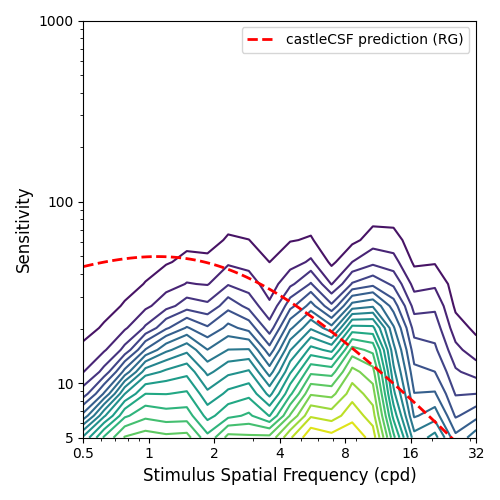 1000
castleCSF prediction (RG)
100
Sensitivity
10
5
0.5 1 2 4 8 16 32
Stimulus Spatial Frequency (cpd)